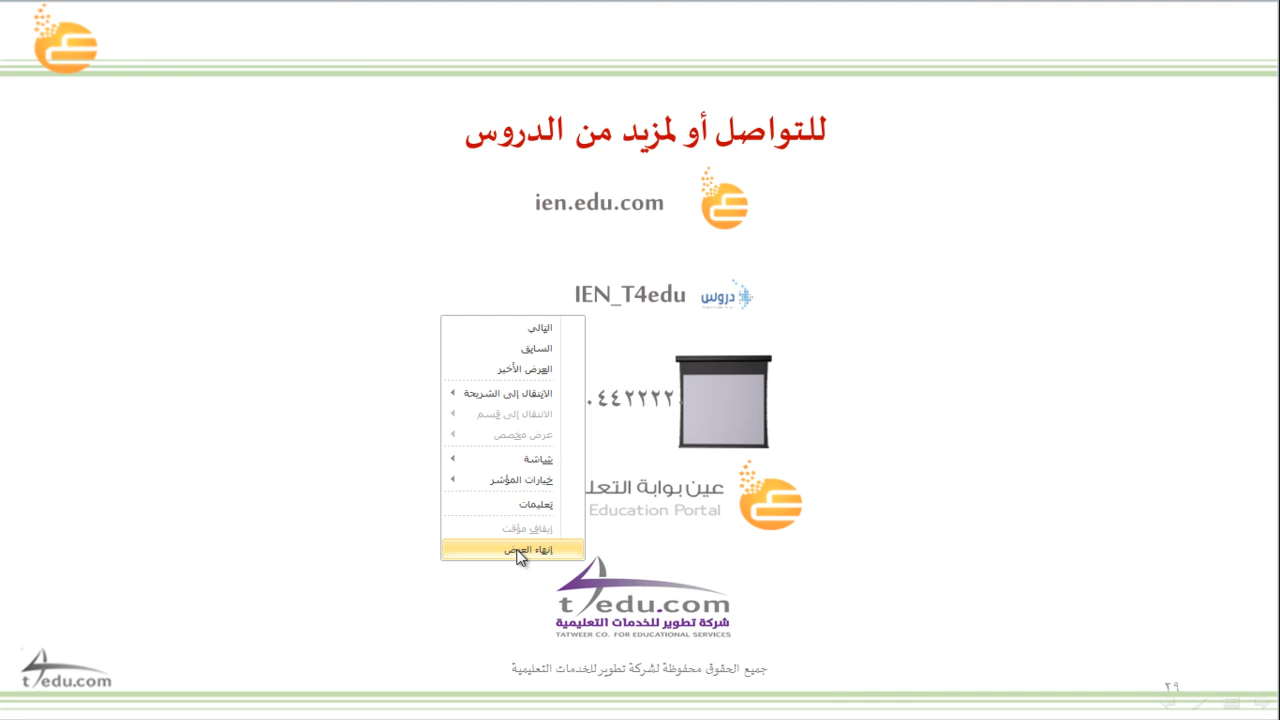 للتواصل أو لمزيد من الدروس
ien.edu.com
IEN_T4edu
دروس
التالي
السابق
العرض الأخير
الانتقال إلى الشريحة
الانتقال إلى قسم
عرض مخصص
شاشة
خيارات المؤشر
تعليمات
إيقاف مؤقت
إنهاء العرض
٠٤٤٢٢٢٢
عين بوابة التعل
Education Portal
t4edu.com
شركة تطوير للخدمات التعليمية
TATWEER CO. FOR EDUCATIONAL SERVICES
جميع الحقوق محفوظة لشركة تطوير للخدمات التعليمية
t4edu.com
٢٩